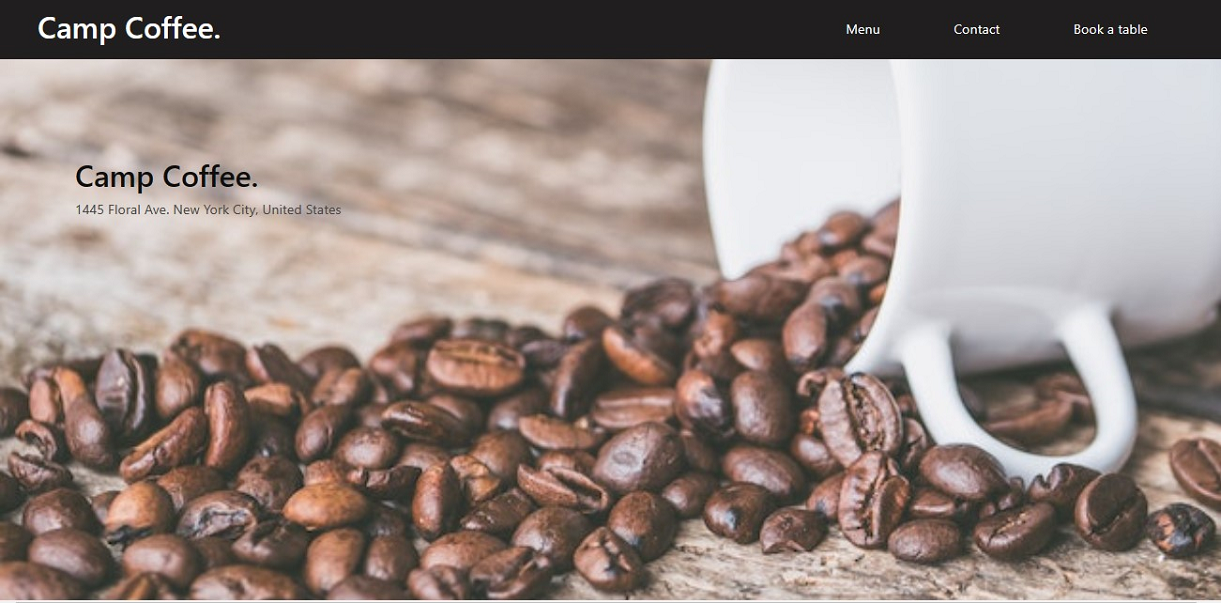 Camp Coffee.
Menu
Contact
Book a table
Camp Coffee.
1445 Floral Ave. New York City, United States